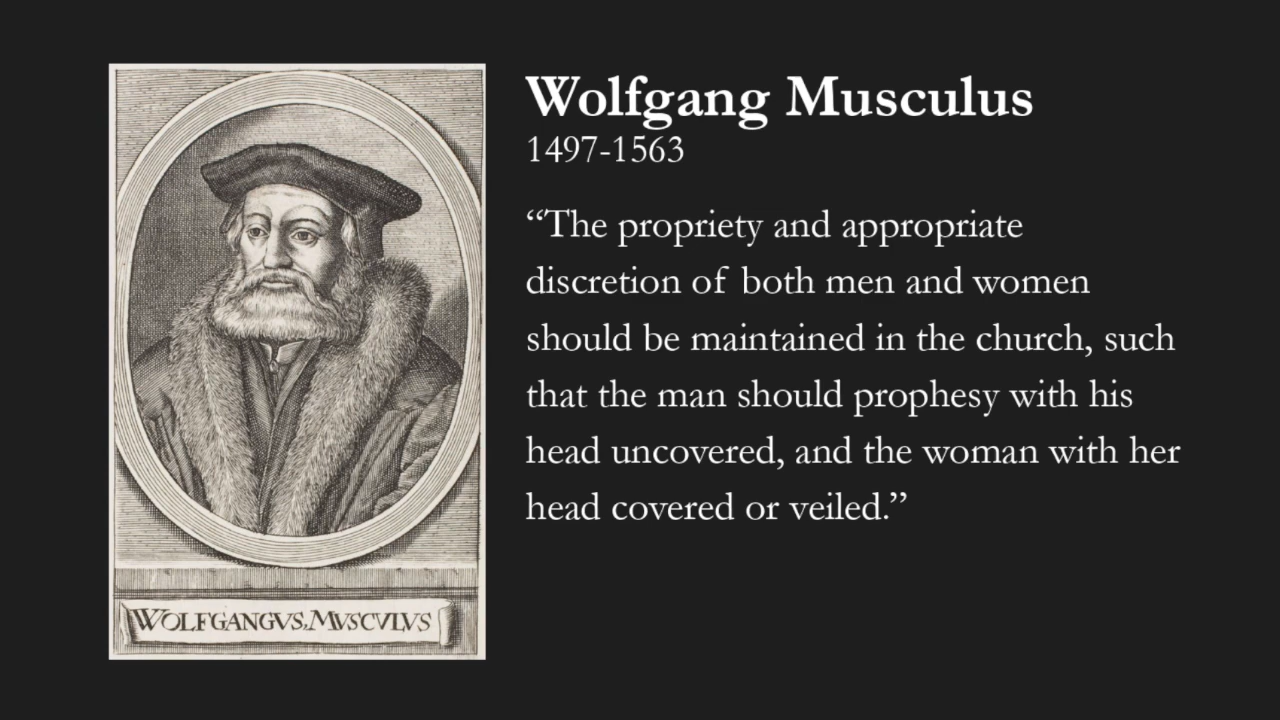 Wolfgang Musculus
1497-1563
“The propriety and appropriate
discretion of both men and women
should be maintained in the church, such
that the man should prophesy with his
head uncovered, and the woman with her
head covered or veiled.”
WOLFGANGVS.MVSCVLVS